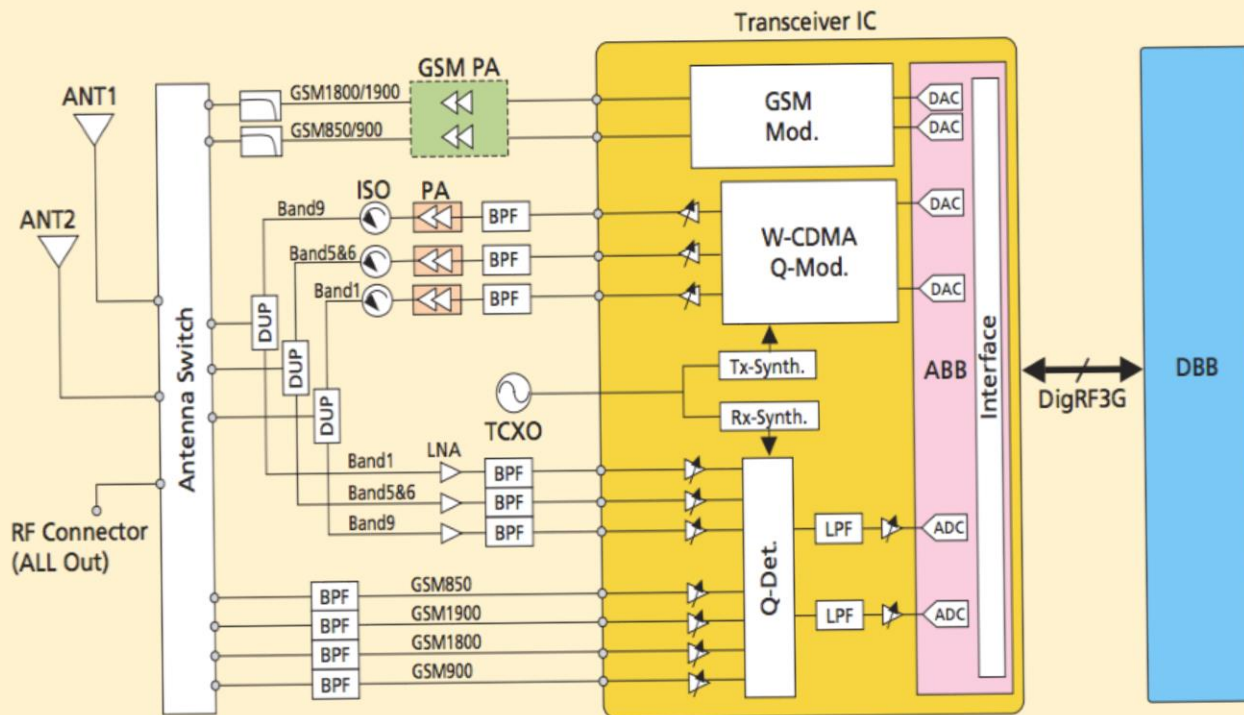 Transceiver IC
GSM PA
ANT1
GSM1800/1900
GSM850/900
GSM
Mod.
DAC
DAC
ANT2
ISO
PA
Band9
BPF
Band5&6
BPF
Band1
BPF
W-CDMA
Q-Mod.
DAC
DAC
DUP
DUP
DUP
Antenna Switch
Tx-Synth.
Rx-Synth.
TCXO
ABB
Interface
DigRF3G
DBB
LNA
Band1
BPF
Band5&6
BPF
Band9
BPF
RF Connector
(ALL Out)
Q-Det.
LPF
ADC
LPF
ADC
BPF
GSM850
BPF
GSM1900
BPF
GSM1800
BPF
GSM900